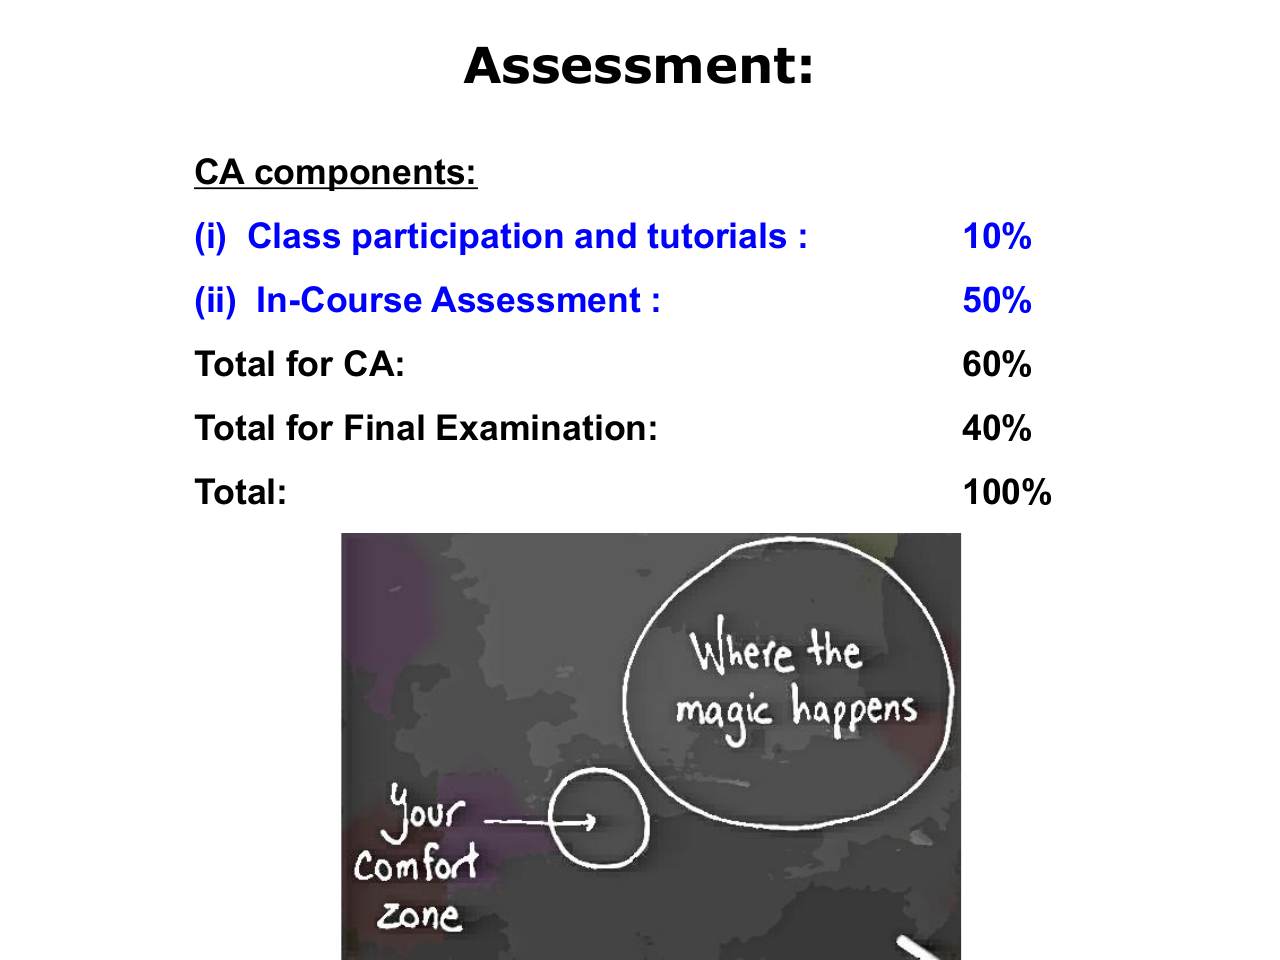 Assessment:
CA components:
(i)  Class participation and tutorials : 10%
(ii)  In-Course Assessment : 50%
Total for CA: 60%
Total for Final Examination: 40%
Total: 100%
Where the
magic happens
Your
comfort
zone